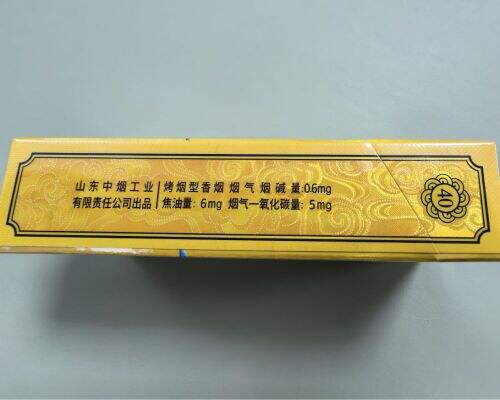 山东中烟工业 烤烟型香烟 烟气烟碱量:0.6mg
有限责任公司出品 焦油量: 6mg 烟气一氧化碳量: 5mg
40